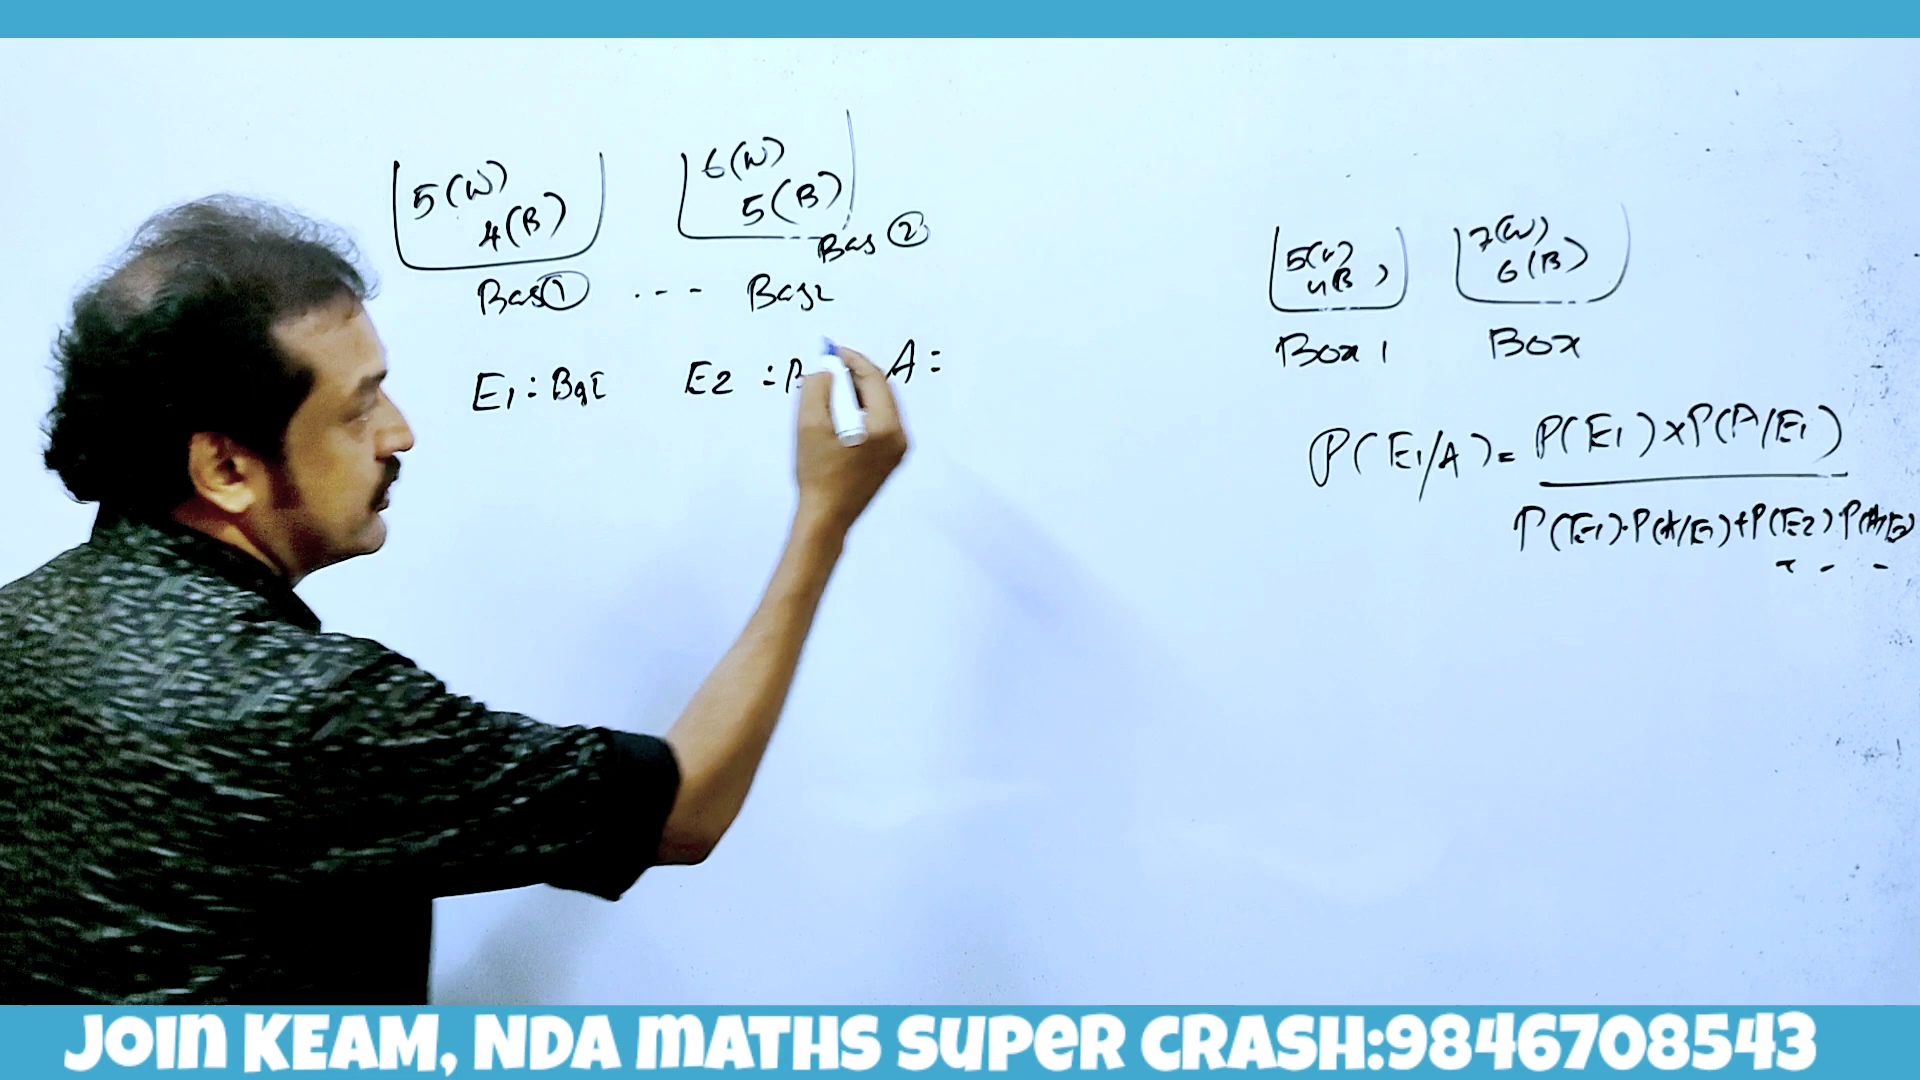 5(W)
4(B)
Bag ①
6(W)
5(B)
Bag ②
- - - Bag 2
E1 : Bag I E2 : B A :
5(W)
4(B)
Box 1
7(W)
6(B)
Box
P(E1/A) = P(E1) × P(A/E1)
P(E1)·P(A/E1) + P(E2)·P(A/E2)
- - -
JOIN KEAM, NDA MATHS SUPER CRASH:9846708543